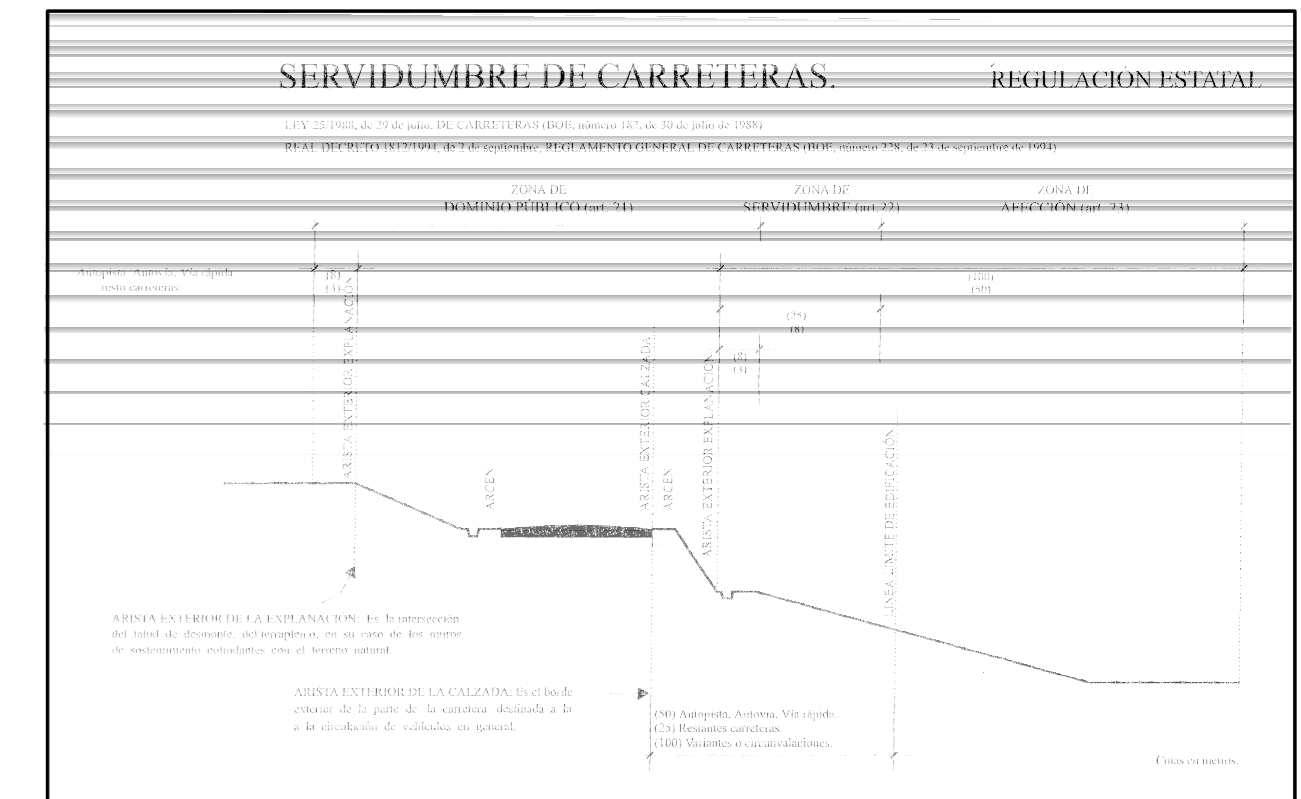 SERVIDUMBRE DE CARRETERAS.
REGULACIÓN ESTATAL
LEY 25/1988, de 29 de julio, DE CARRETERAS (BOE, número 182, de 30 de julio de 1988)
REAL DECRETO 1812/1994, de 2 de septiembre, REGLAMENTO GENERAL DE CARRETERAS (BOE, número 228, de 23 de septiembre de 1994)
ZONA DE
DOMINIO PÚBLICO (art. 21)
ZONA DE
SERVIDUMBRE (art.22)
ZONA DE
AFECCIÓN (art. 23)
Autopista, Autovía, Vía rápida
resto carreteras.
(8)
(3)
(100)
(50)
(25)
(8)
(8)
(3)
ARISTA EXTERIOR EXPLANACIÓN
ARCEN
ARISTA EXTERIOR CALZADA
ARCEN
ARISTA EXTERIOR EXPLANACIÓN
LINEA LIMITE DE EDIFICACIÓN
ARISTA EXTERIOR DE LA EXPLANACIÓN: Es la intersección
del talud de desmonte, del terraplen o, en su caso de los muros
de sostenimiento colindantes con el terreno natural.
ARISTA EXTERIOR DE LA CALZADA: Es el borde
exterior de la parte de la carretera destinada a la
a la circulación de vehículos en general.
(50) Autopista, Autovia, Vía rápida.
(25) Restantes carreteras.
(100) Variantes o circunvalaciones.
Cotas en metros.